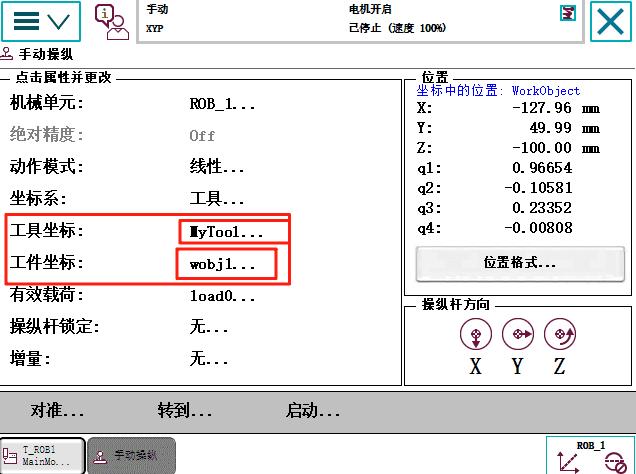 手动
电机开启
XYP
已停止 (速度 100%)
手动操纵
点击属性并更改
机械单元: ROB_1...
绝对精度: Off
动作模式: 线性...
坐标系: 工具...
工具坐标: MyTool...
工件坐标: wobj1...
有效载荷: load0...
操纵杆锁定: 无...
增量: 无...
位置
坐标中的位置: WorkObject
X: -127.96 mm
Y: 49.99 mm
Z: -100.00 mm
q1: 0.96654
q2: -0.10581
q3: 0.23352
q4: -0.00808
位置格式...
操纵杆方向
X Y Z
对准... 转到... 启动...
T_ROB1
MainMo...
手动操纵
ROB_1